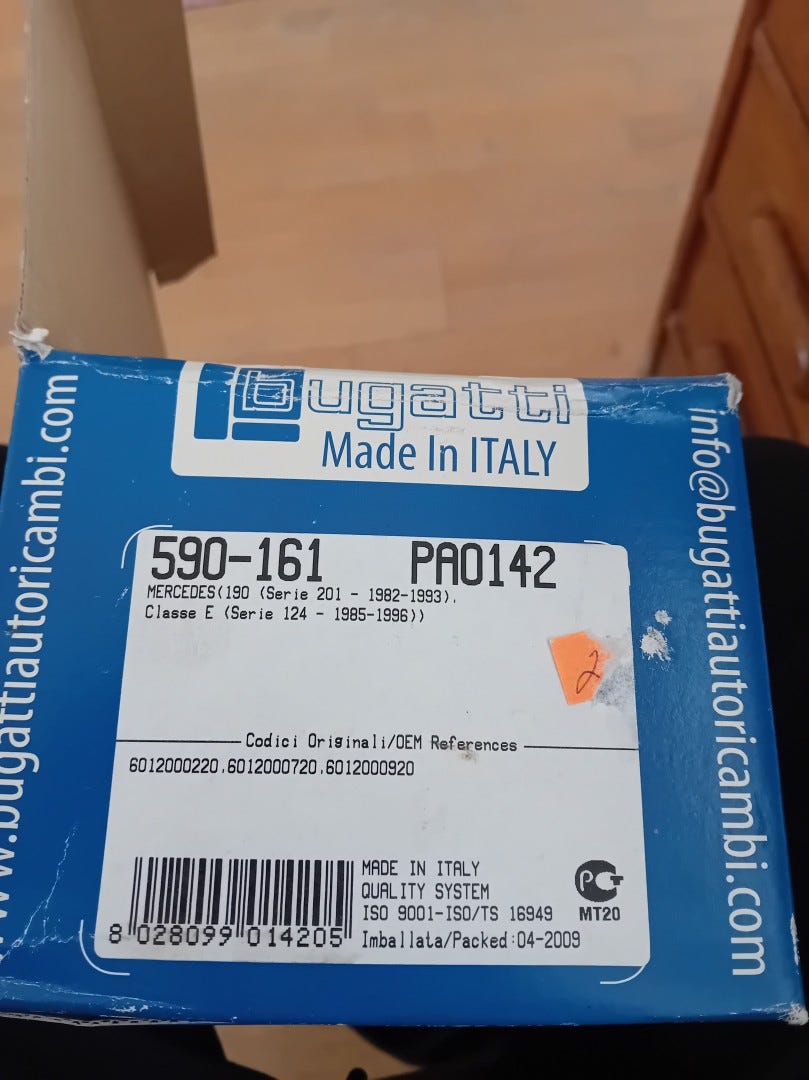 bugatti
Made In ITALY
www.bugattiautoricambi.com
info@bugattiautoricambi.com
590-161 PA0142
MERCEDES(190 (Serie 201 - 1982-1993),
Classe E (Serie 124 - 1985-1996))
2
Codici Originali/OEM References
6012000220,6012000720,6012000920
MADE IN ITALY
QUALITY SYSTEM
ISO 9001-ISO/TS 16949
Imballata/Packed:04-2009
8 028099 014205
PCT
MT20